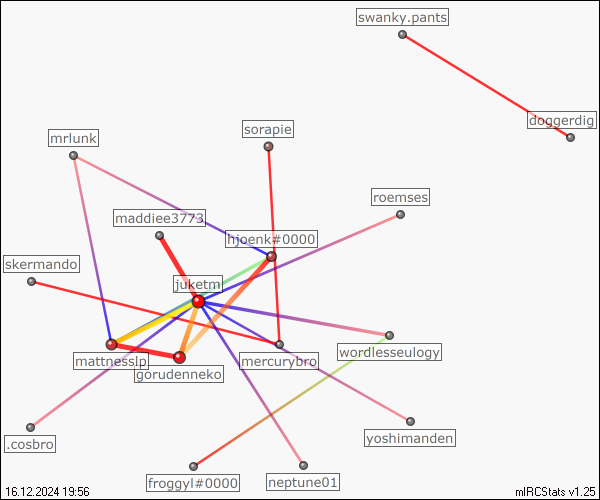 swanky.pants
doggerdig
sorapie
mrlunk
roemses
maddiee3773
hjoenk#0000
skermando
juketm
mattnesslp
gorudenneko
mercurybro
wordlesseulogy
.cosbro
yoshimanden
froggyl#0000
neptune01
16.12.2024 19:56
mIRCStats v1.25